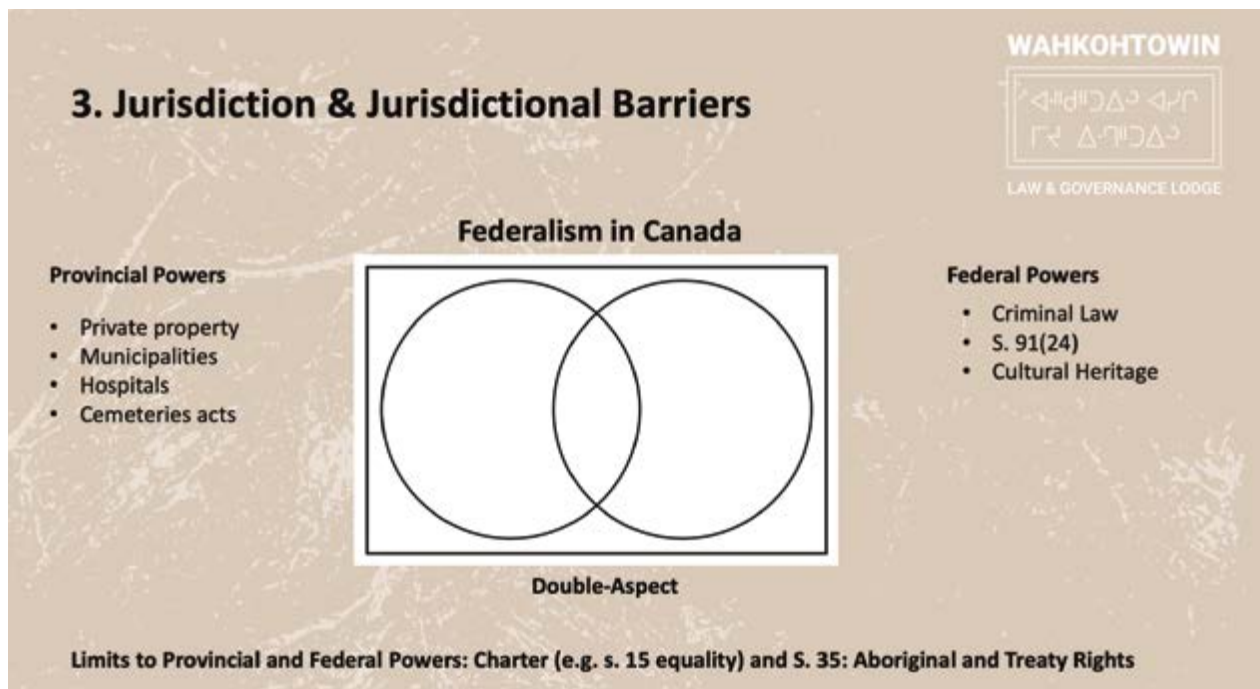 WAHKOHTOWIN
3. Jurisdiction & Jurisdictional Barriers
LAW & GOVERNANCE LODGE
Federalism in Canada
Provincial Powers
• Private property
• Municipalities
• Hospitals
• Cemeteries acts
Federal Powers
• Criminal Law
• S. 91(24)
• Cultural Heritage
Double-Aspect
Limits to Provincial and Federal Powers: Charter (e.g. s. 15 equality) and S. 35: Aboriginal and Treaty Rights